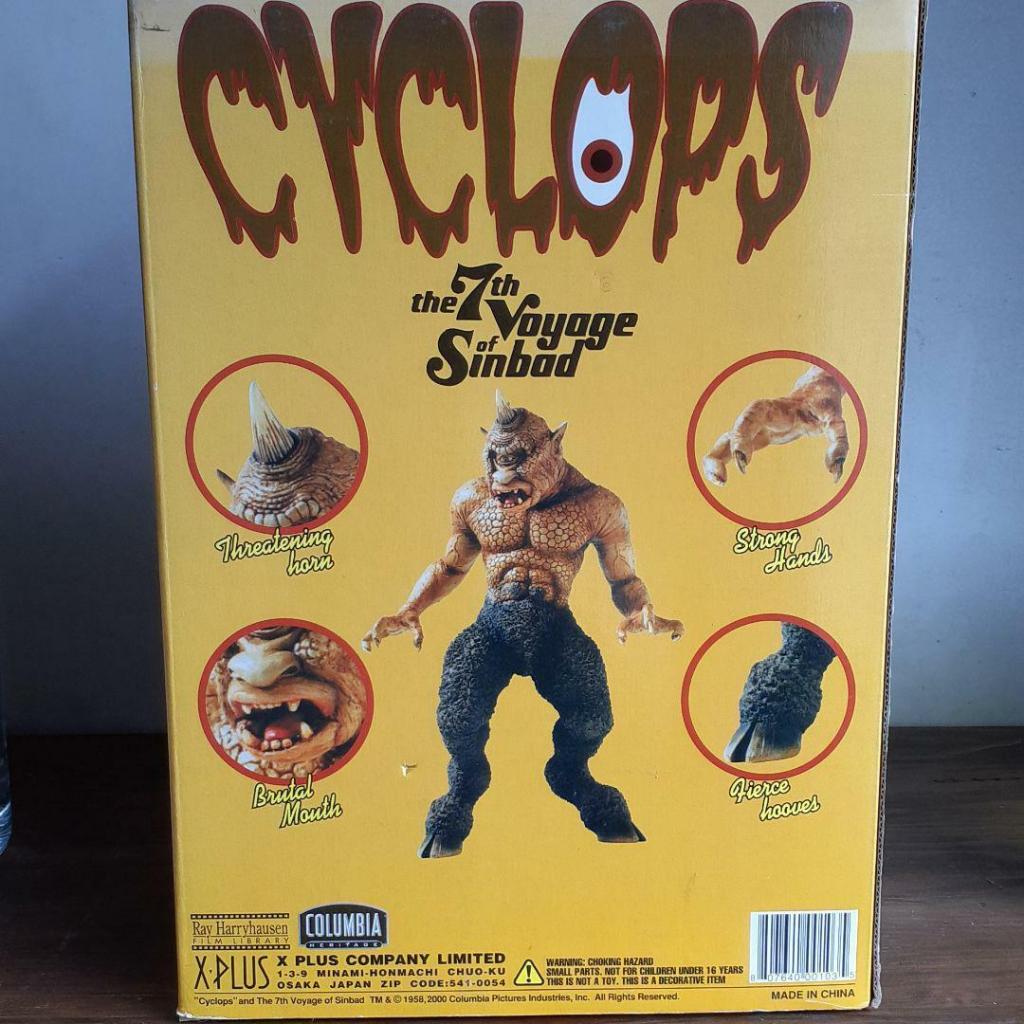 CYCLOPS
the 7th
Voyage
of
Sinbad
Threatening
horn
Strong
Hands
Brutal
Mouth
Fierce
hooves
Ray Harryhausen
FILM LIBRARY
COLUMBIA
HERITAGE
X-PLUS
X PLUS COMPANY LIMITED
1-3-9 MINAMI-HONMACHI CHUO-KU
OSAKA JAPAN ZIP CODE:541-0054
WARNING: CHOKING HAZARD
SMALL PARTS. NOT FOR CHILDREN UNDER 16 YEARS
THIS IS NOT A TOY. THIS IS A DECORATIVE ITEM
8 07640 00103 5
MADE IN CHINA
"Cyclops" and The 7th Voyage of Sinbad TM & © 1958, 2000 Columbia Pictures Industries, Inc. All Rights Reserved.